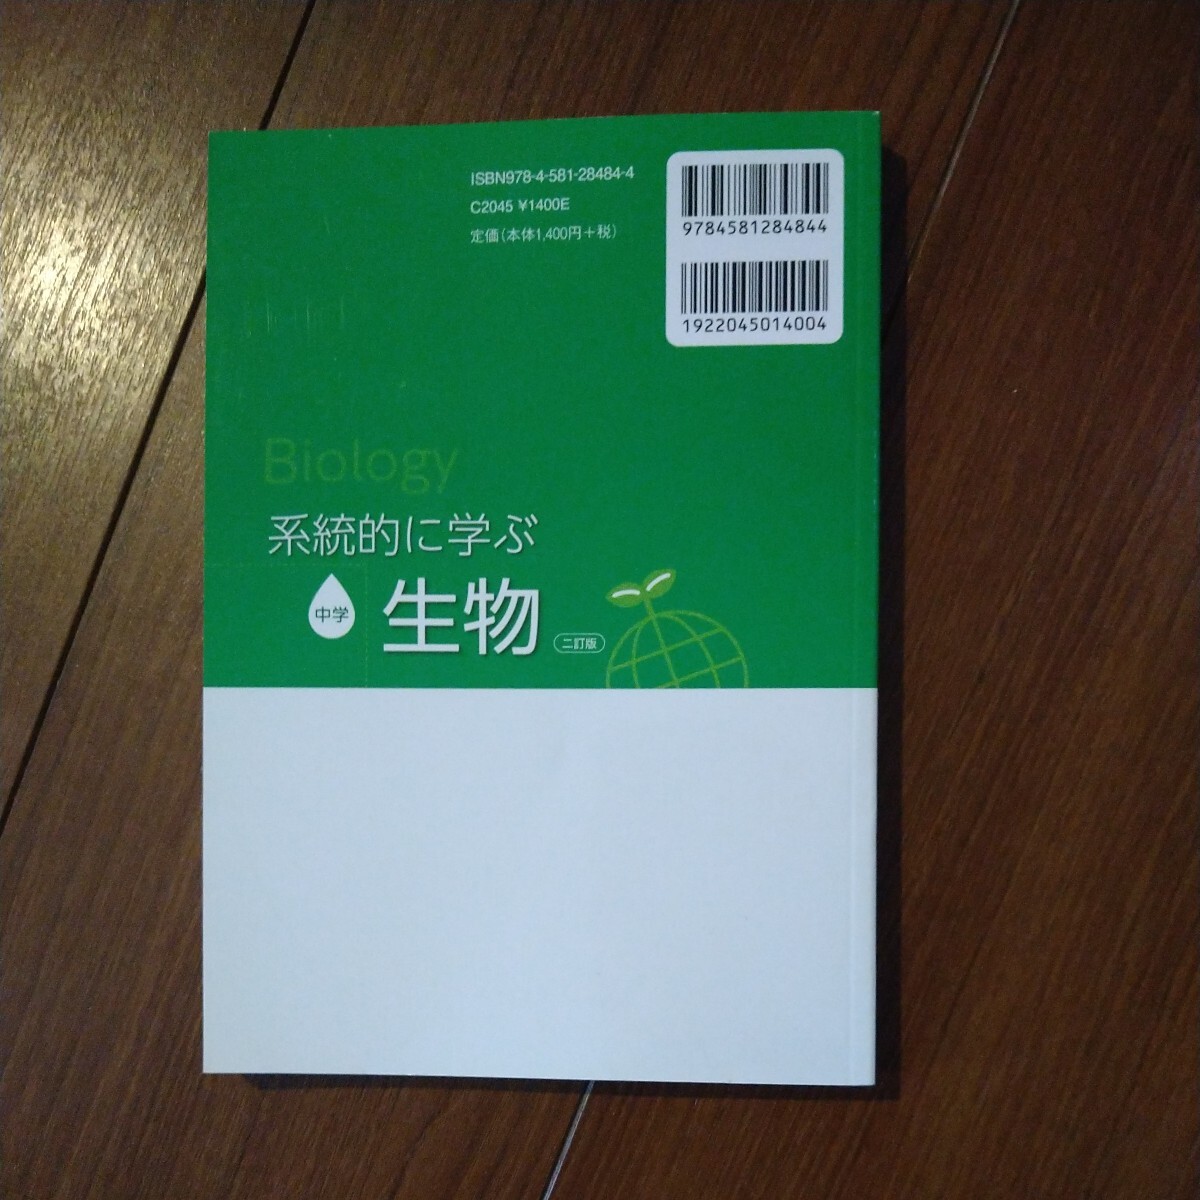 ISBN978-4-581-28484-4
C2045 ¥1400E
定価(本体1,400円+税)
9784581284844
1922045014004
Biology
系統的に学ぶ
中学
生物
二訂版